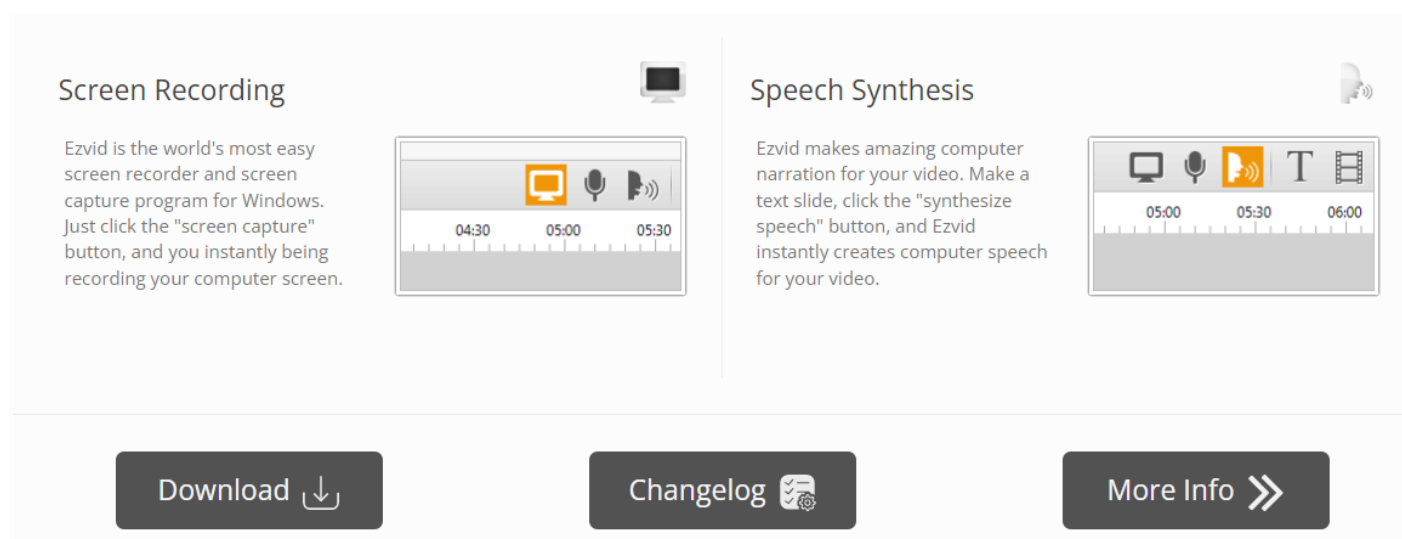 Screen Recording
Ezvid is the world's most easy
screen recorder and screen
capture program for Windows.
Just click the "screen capture"
button, and you instantly being
recording your computer screen.
04:30 05:00 05:30
Speech Synthesis
Ezvid makes amazing computer
narration for your video. Make a
text slide, click the "synthesize
speech" button, and Ezvid
instantly creates computer speech
for your video.
T
05:00 05:30 06:00
Download
Changelog
More Info